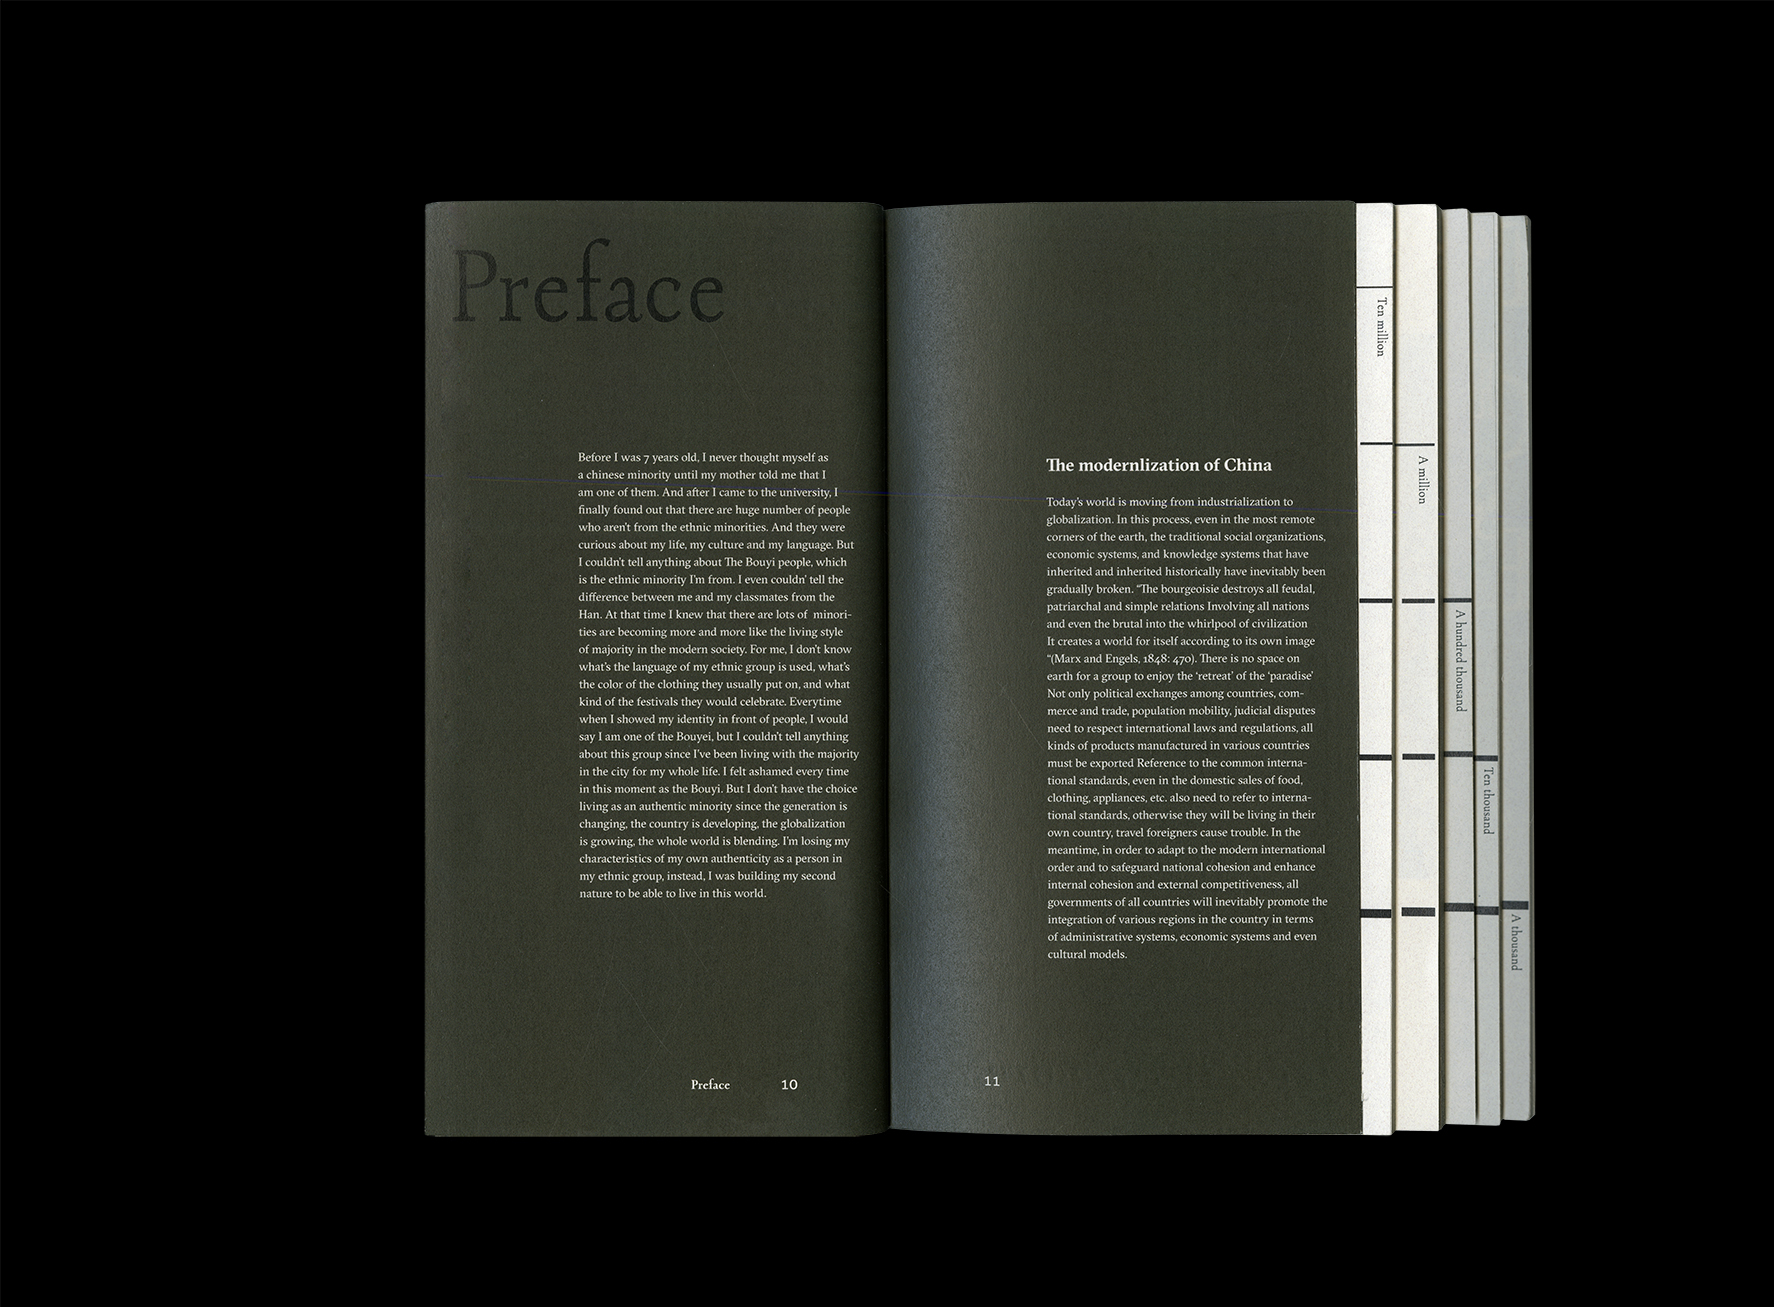 Preface
Before I was 7 years old, I never thought myself as
a chinese minority until my mother told me that I
am one of them. And after I came to the university, I
finally found out that there are huge number of people
who aren't from the ethnic minorities. And they were
curious about my life, my culture and my language. But
I couldn't tell anything about The Bouyi people, which
is the ethnic minority I'm from. I even couldn' tell the
difference between me and my classmates from the
Han. At that time I knew that there are lots of  minori-
ties are becoming more and more like the living style
of majority in the modern society. For me, I don't know
what's the language of my ethnic group is used, what's
the color of the clothing they usually put on, and what
kind of the festivals they would celebrate. Everytime
when I showed my identity in front of people, I would
say I am one of the Bouyei, but I couldn't tell anything
about this group since I've been living with the majority
in the city for my whole life. I felt ashamed every time
in this moment as the Bouyi. But I don't have the choice
living as an authentic minority since the generation is
changing, the country is developing, the globalization
is growing, the whole world is blending. I'm losing my
characteristics of my own authenticity as a person in
my ethnic group, instead, I was building my second
nature to be able to live in this world.
Preface 10
The modernlization of China
Today's world is moving from industrialization to
globalization. In this process, even in the most remote
corners of the earth, the traditional social organizations,
economic systems, and knowledge systems that have
inherited and inherited historically have inevitably been
gradually broken. “The bourgeoisie destroys all feudal,
patriarchal and simple relations Involving all nations
and even the brutal into the whirlpool of civilization
It creates a world for itself according to its own image
“(Marx and Engels, 1848: 470). There is no space on
earth for a group to enjoy the ‘retreat’ of the ‘paradise’
Not only political exchanges among countries, com-
merce and trade, population mobility, judicial disputes
need to respect international laws and regulations, all
kinds of products manufactured in various countries
must be exported Reference to the common interna-
tional standards, even in the domestic sales of food,
clothing, appliances, etc. also need to refer to interna-
tional standards, otherwise they will be living in their
own country, travel foreigners cause trouble. In the
meantime, in order to adapt to the modern international
order and to safeguard national cohesion and enhance
internal cohesion and external competitiveness, all
governments of all countries will inevitably promote the
integration of various regions in the country in terms
of administrative systems, economic systems and even
cultural models.
11
Ten million
A million
A hundred thousand
Ten thousand
A thousand